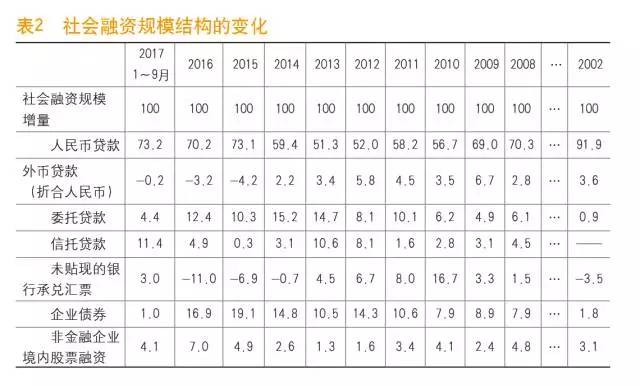 表2 社会融资规模结构的变化
2017 1～9月 2016 2015 2014 2013 2012 2011 2010 2009 2008 … 2002
社会融资规模增量 100 100 100 100 100 100 100 100 100 100 … 100
人民币贷款 73.2 70.2 73.1 59.4 51.3 52.0 58.2 56.7 69.0 70.3 … 91.9
外币贷款（折合人民币） -0.2 -3.2 -4.2 2.2 3.4 5.8 4.5 3.5 6.7 2.8 … 3.6
委托贷款 4.4 12.4 10.3 15.2 14.7 8.1 10.1 6.2 4.9 6.1 … 0.9
信托贷款 11.4 4.9 0.3 3.1 10.6 8.1 1.6 2.8 3.1 4.5 … ——
未贴现的银行承兑汇票 3.0 -11.0 -6.9 -0.7 4.5 6.7 8.0 16.7 3.3 1.5 … -3.5
企业债券 1.0 16.9 19.1 14.8 10.5 14.3 10.6 7.9 8.9 7.9 … 1.8
非金融企业境内股票融资 4.1 7.0 4.9 2.6 1.3 1.6 3.4 4.1 2.4 4.8 … 3.1